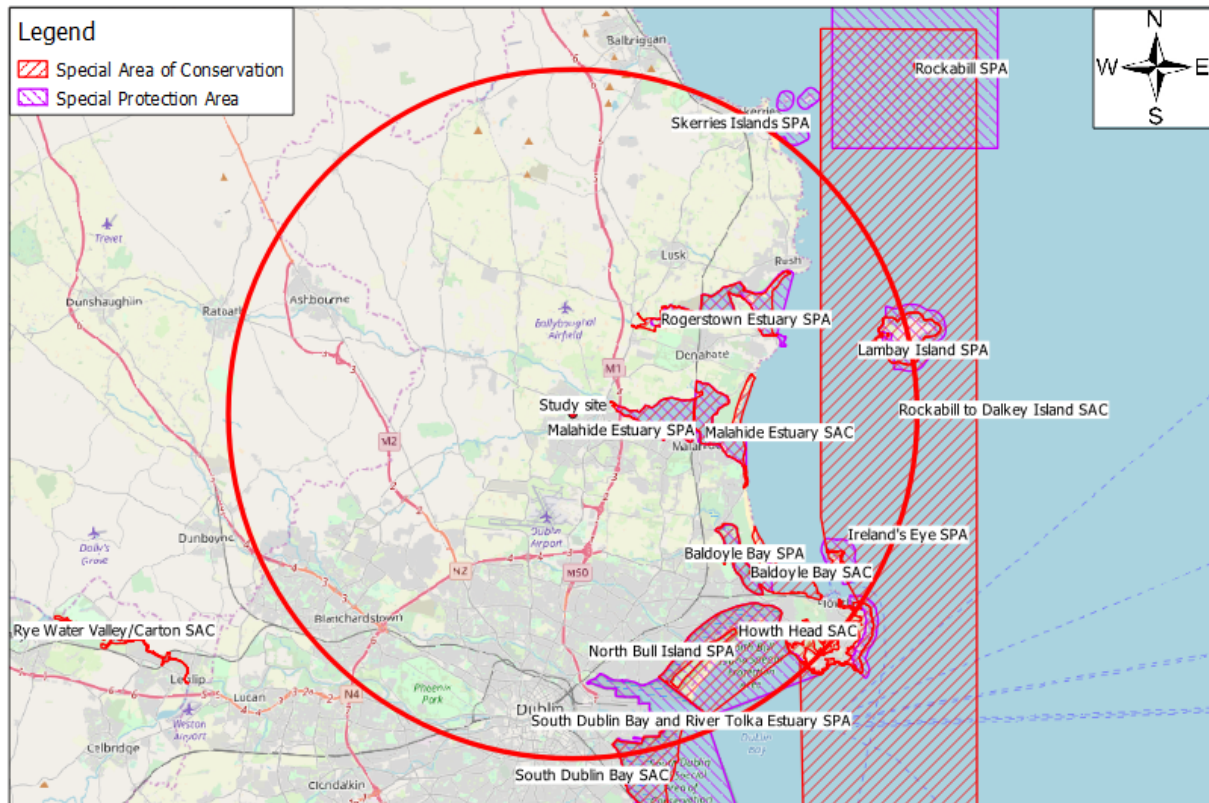 Legend
Special Area of Conservation
Special Protection Area
N
W E
S
Balbriggan
Rockabill SPA
Skerries
Skerries Islands SPA
Trevet
Lusk
Rush
Dunshaughlin
Ratoath
Ashbourne
Ballyboughal
Airfield
Rogerstown Estuary SPA
Donabate
Lambay Island SPA
M1
Study site
Rockabill to Dalkey Island SAC
Malahide Estuary SPA
Malahide Estuary SAC
M2
Dublin
Airport
Dolly's
Grove
Dunboyne
Ireland's Eye SPA
Baldoyle Bay SPA
Baldoyle Bay SAC
N2
M50
Blanchardstown
Rye Water Valley/Carton SAC
Howth Head SAC
North Bull Island SPA
Leixlip
Lucan
N4
Phoenix
Park
Weston
Airport
Dublin
South Dublin Bay and River Tolka Estuary SPA
Dublin
Bay
Celbridge
South Dublin Bay SAC
Clondalkin